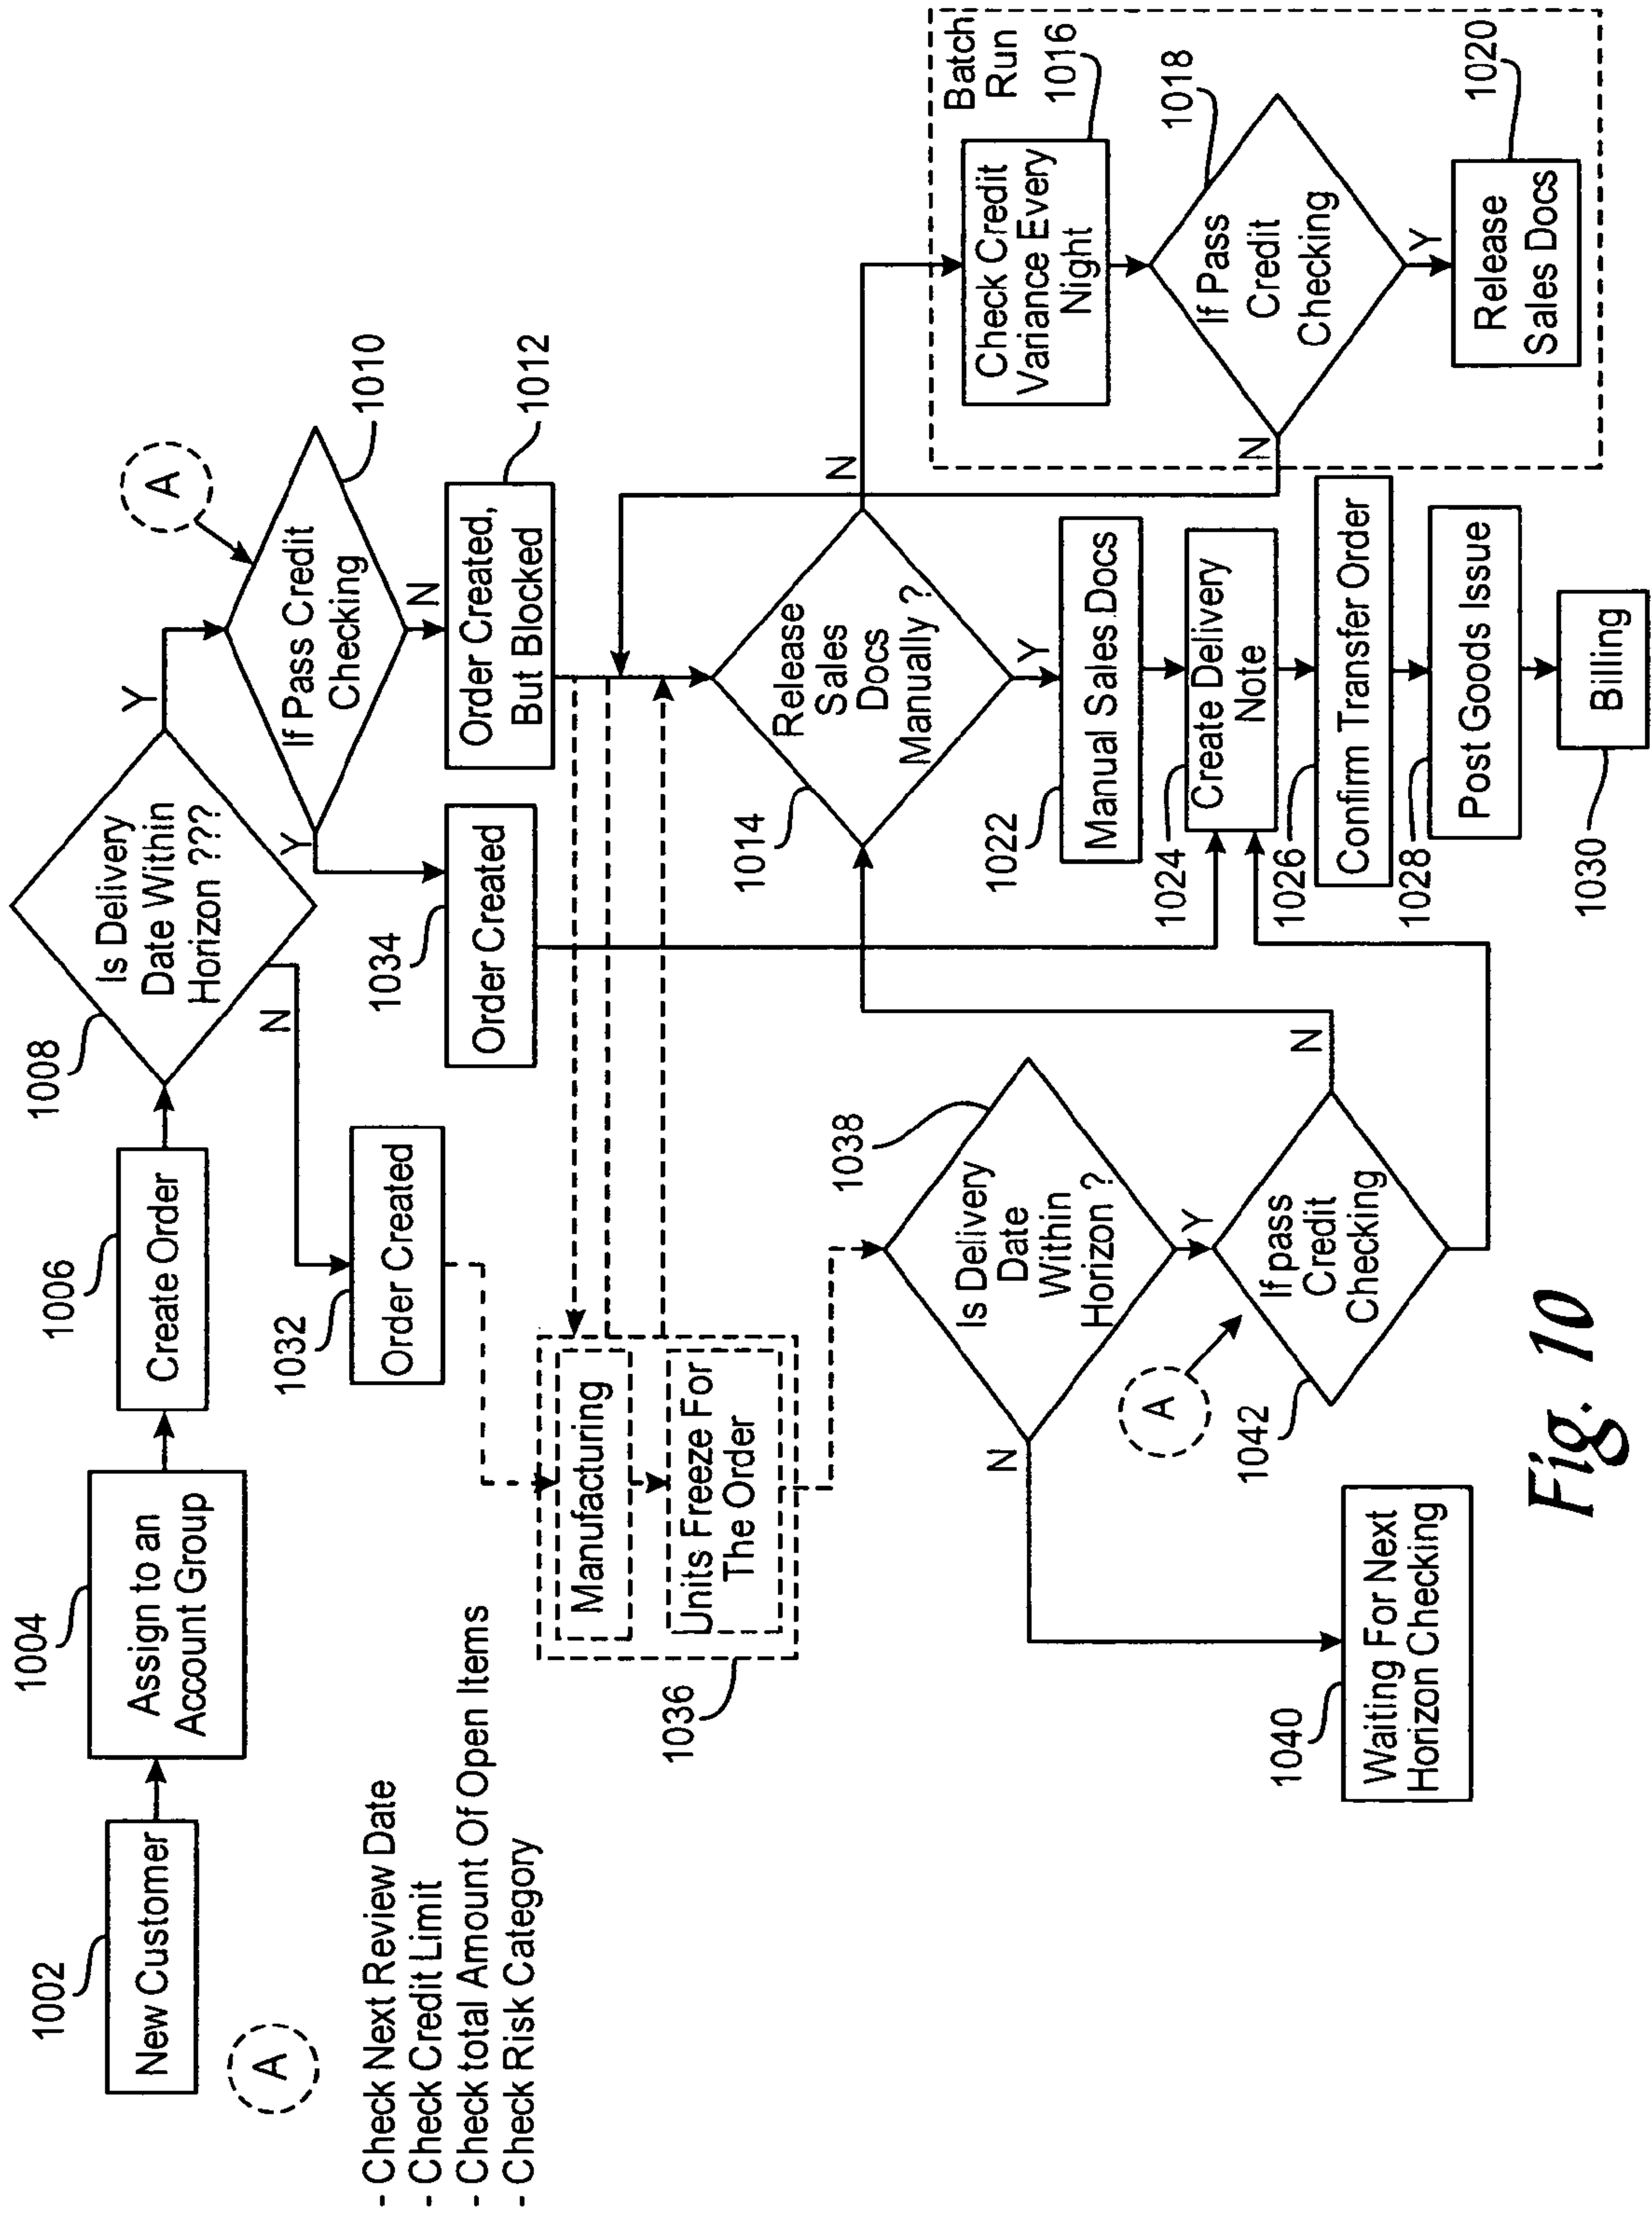 1002
New Customer
1004
Assign to an
Account Group
1006
Create Order
1008
Is Delivery
Date Within
Horizon ???
Y
N
A
If Pass Credit
Checking
1010
Y
N
A
- Check Next Review Date
- Check Credit Limit
- Check total Amount Of Open Items
- Check Risk Category
1032
Order Created
1034
Order Created
Order Created,
But Blocked
1012
1036
Manufacturing
Units Freeze For
The Order
1014
Release
Sales
Docs
Manually ?
N
Y
Batch
Run
1016
Check Credit
Variance Every
Night
1018
If Pass
Credit
Checking
N
Y
1020
Release
Sales Docs
1022
Manual Sales Docs
1024
Create Delivery
Note
1026
Confirm Transfer Order
1028
Post Goods Issue
1030
Billing
1038
Is Delivery
Date
Within
Horizon ?
N
Y
A
1042
If pass
Credit
Checking
N
1040
Waiting For Next
Horizon Checking
Fig. 10